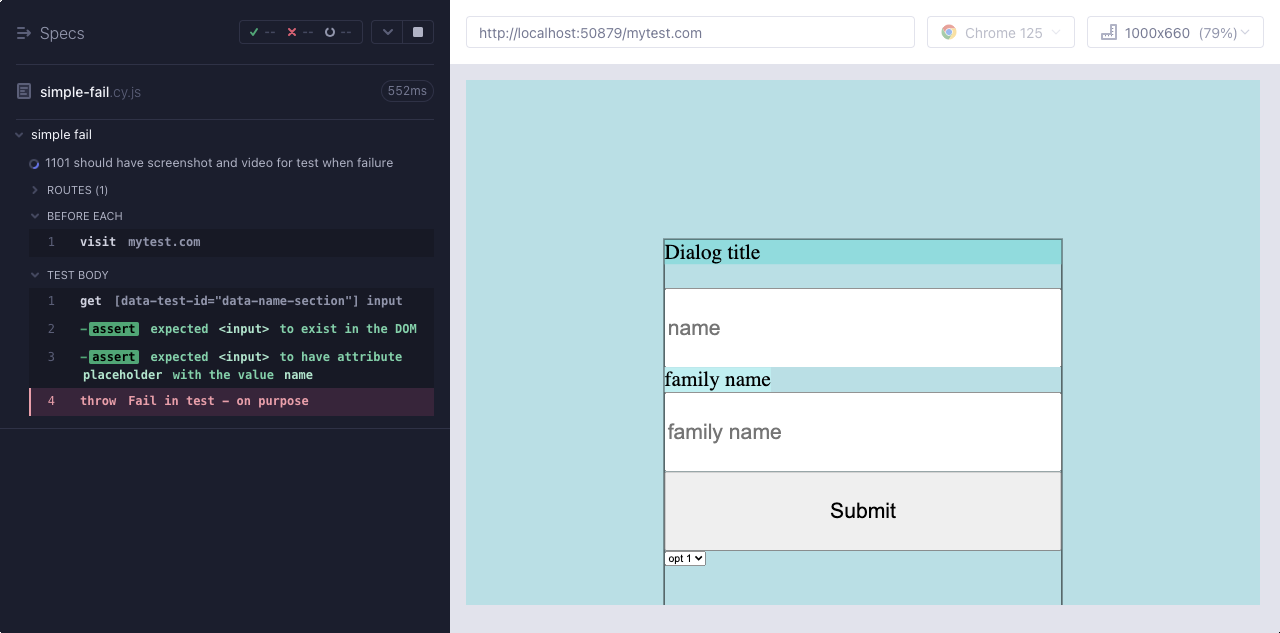 Specs
-- -- --
simple-fail.cy.js 552ms
simple fail
1101 should have screenshot and video for test when failure
ROUTES (1)
BEFORE EACH
1 visit mytest.com
TEST BODY
1 get [data-test-id="data-name-section"] input
2 -assert expected <input> to exist in the DOM
3 -assert expected <input> to have attribute
placeholder with the value name
4 throw Fail in test - on purpose
http://localhost:50879/mytest.com
Chrome 125
1000x660 (79%)
Dialog title
name
family name
family name
Submit
opt 1